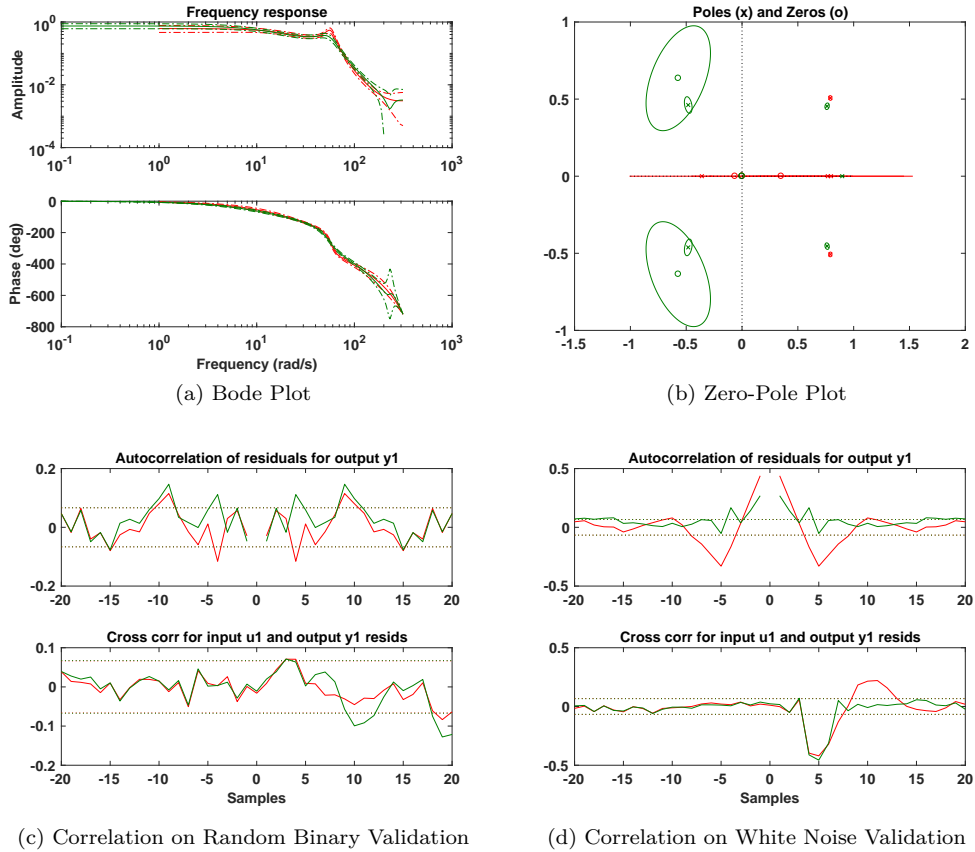 Frequency response
Amplitude
10^0
10^-2
10^-4
10^-1 10^0 10^1 10^2 10^3
Phase (deg)
0
-200
-400
-600
-800
10^-1 10^0 10^1 10^2 10^3
Frequency (rad/s)
(a) Bode Plot
Poles (x) and Zeros (o)
1
0.5
0
-0.5
-1
-1.5 -1 -0.5 0 0.5 1 1.5 2
(b) Zero-Pole Plot
Autocorrelation of residuals for output y1
0.2
0
-0.2
-20 -15 -10 -5 0 5 10 15 20
Cross corr for input u1 and output y1 resids
0.1
0
-0.1
-0.2
-20 -15 -10 -5 0 5 10 15 20
Samples
(c) Correlation on Random Binary Validation
Autocorrelation of residuals for output y1
0.5
0
-0.5
-20 -15 -10 -5 0 5 10 15 20
Cross corr for input u1 and output y1 resids
0.5
0
-0.5
-20 -15 -10 -5 0 5 10 15 20
Samples
(d) Correlation on White Noise Validation